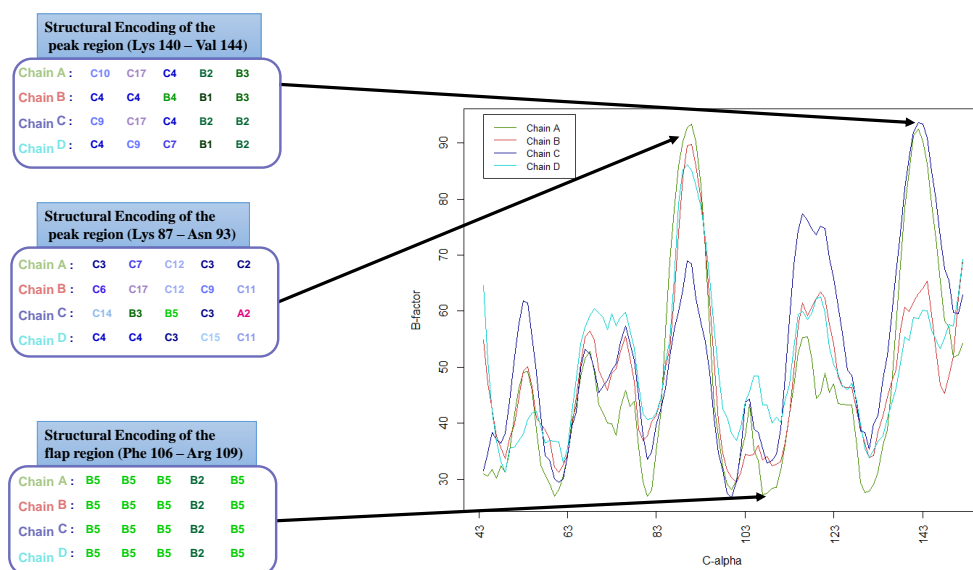 Structural Encoding of the
peak region (Lys 140 – Val 144)
Chain A : C10 C17 C4 B2 B3
Chain B : C4 C4 B4 B1 B3
Chain C : C9 C17 C4 B2 B2
Chain D : C4 C9 C7 B1 B2
Structural Encoding of the
peak region (Lys 87 – Asn 93)
Chain A : C3 C7 C12 C3 C2
Chain B : C6 C17 C12 C9 C11
Chain C : C14 B3 B5 C3 A2
Chain D : C4 C4 C3 C15 C11
Structural Encoding of the
flap region (Phe 106 – Arg 109)
Chain A : B5 B5 B5 B2 B5
Chain B : B5 B5 B5 B2 B5
Chain C : B5 B5 B5 B2 B5
Chain D : B5 B5 B5 B2 B5
Chain A
Chain B
Chain C
Chain D
B-factor
90
80
70
60
50
40
30
43 63 83 103 123 143
C-alpha